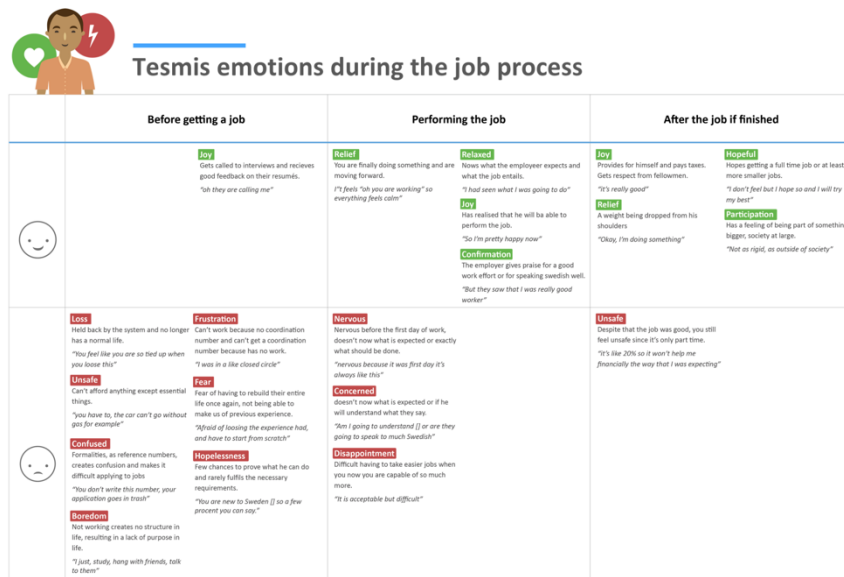 Tesmis emotions during the job process
Before getting a job
Performing the job
After the job if finished
Joy
Gets called to interviews and recieves
good feedback on their resumés.
"oh they are calling me"
Relief
You are finally doing something and are
moving forward.
I"t feels "oh you are working" so
everything feels calm"
Relaxed
Nows what the employeer expects and
what the job entails.
"I had seen what I was going to do"
Joy
Has realised that he will ba able to
perform the job.
"So I'm pretty happy now"
Confirmation
The employer gives praise for a good
work effort or for speaking swedish well.
"But they saw that I was really good
worker"
Joy
Provides for himself and pays taxes.
Gets respect from fellowmen.
"It's really good"
Relief
A weight being dropped from his
shoulders
"Okay, I'm doing something"
Hopeful
Hopes getting a full time job or at least
more smaller jobs.
"I don't feel but I hope so and I will try
my best"
Participation
Has a feeling of being part of somethin
bigger, society at large.
"Not as rigid, as outside of society"
Loss
Held back by the system and no longer
has a normal life.
"You feel like you are so tied up when
you loose this"
Unsafe
Can't afford anything except essential
things.
"you have to, the car can't go without
gas for example"
Confused
Formalities, as reference numbers,
creates confusion and makes it
difficult applying to jobs
"You don't write this number, your
application goes in trash"
Boredom
Not working creates no structure in
life, resulting in a lack of purpose in
life.
"I just, study, hang with friends, talk
to them"
Frustration
Can't work because no coordination
number and can't get a coordination
number because has no work.
"I was in a like closed circle"
Fear
Fear of having to rebuild their entire
life once again, not being able to
make us of previous experience.
"Afraid of loosing the experience had,
and have to start from scratch"
Hopelessness
Few chances to prove what he can do
and rarely fulfils the necessary
requirements.
"You are new to Sweden [] so a few
procent you can say."
Nervous
Nervous before the first day of work,
doesn't now what is expected or exactly
what should be done.
"nervous because it was first day it's
always like this"
Concerned
doesn't now what is expected or if he
will understand what they say.
"Am I going to understand [] or are they
going to speak to much Swedish"
Disappointment
Difficult having to take easier jobs when
you now you are capable of so much
more.
"It is acceptable but difficult"
Unsafe
Despite that the job was good, you still
feel unsafe since it's only part time.
"it's like 20% so it won't help me
financially the way that I was expecting"